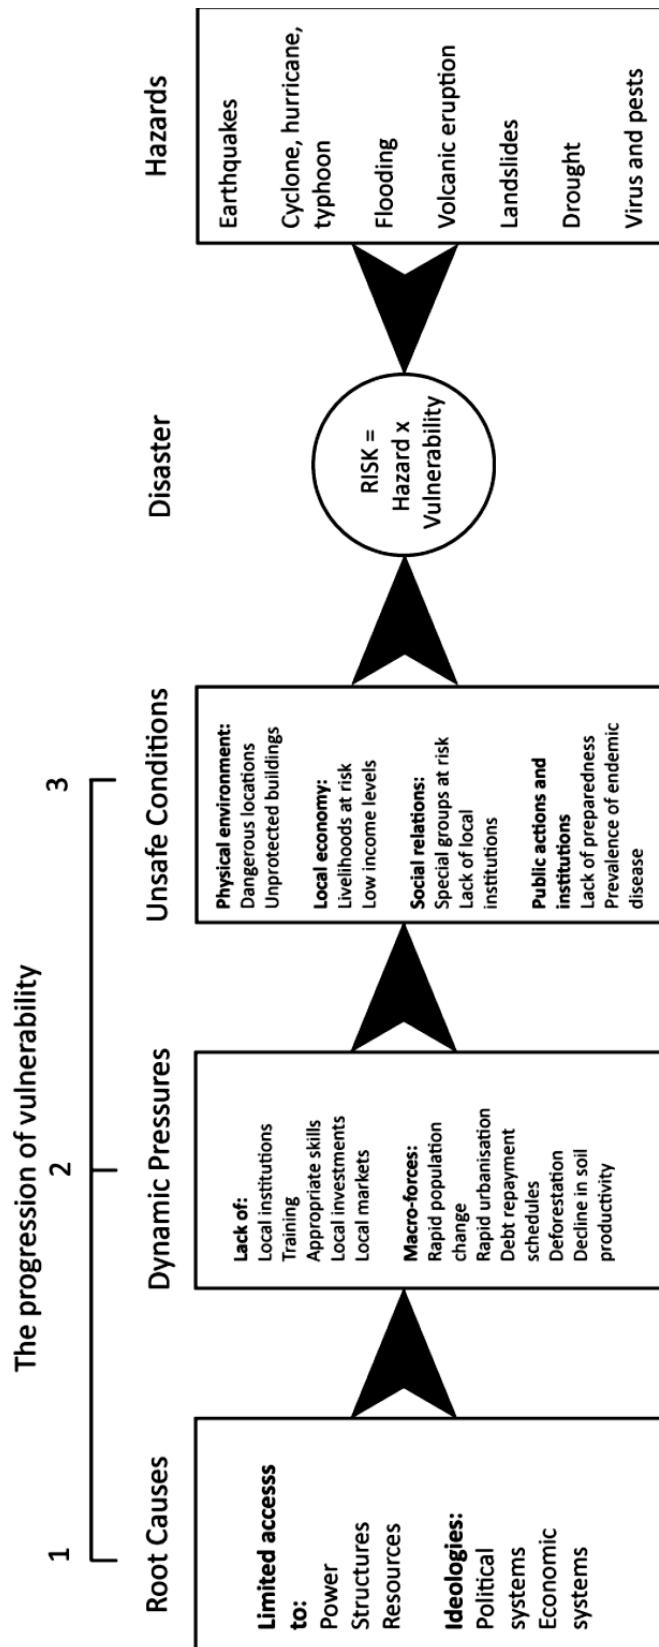 The progression of vulnerability
1
2
3
Root Causes
Dynamic Pressures
Unsafe Conditions
Disaster
Hazards
Limited accesss
to:
Power
Structures
Resources
Ideologies:
Political
systems
Economic
systems
Lack of:
Local institutions
Training
Appropriate skills
Local investments
Local markets
Macro-forces:
Rapid population
change
Rapid urbanisation
Debt repayment
schedules
Deforestation
Decline in soil
productivity
Physical environment:
Dangerous locations
Unprotected buildings
Local economy:
Livelihoods at risk
Low income levels
Social relations:
Special groups at risk
Lack of local
institutions
Public actions and
institutions
Lack of preparedness
Prevalence of endemic
disease
RISK =
Hazard x
Vulnerability
Earthquakes
Cyclone, hurricane,
typhoon
Flooding
Volcanic eruption
Landslides
Drought
Virus and pests